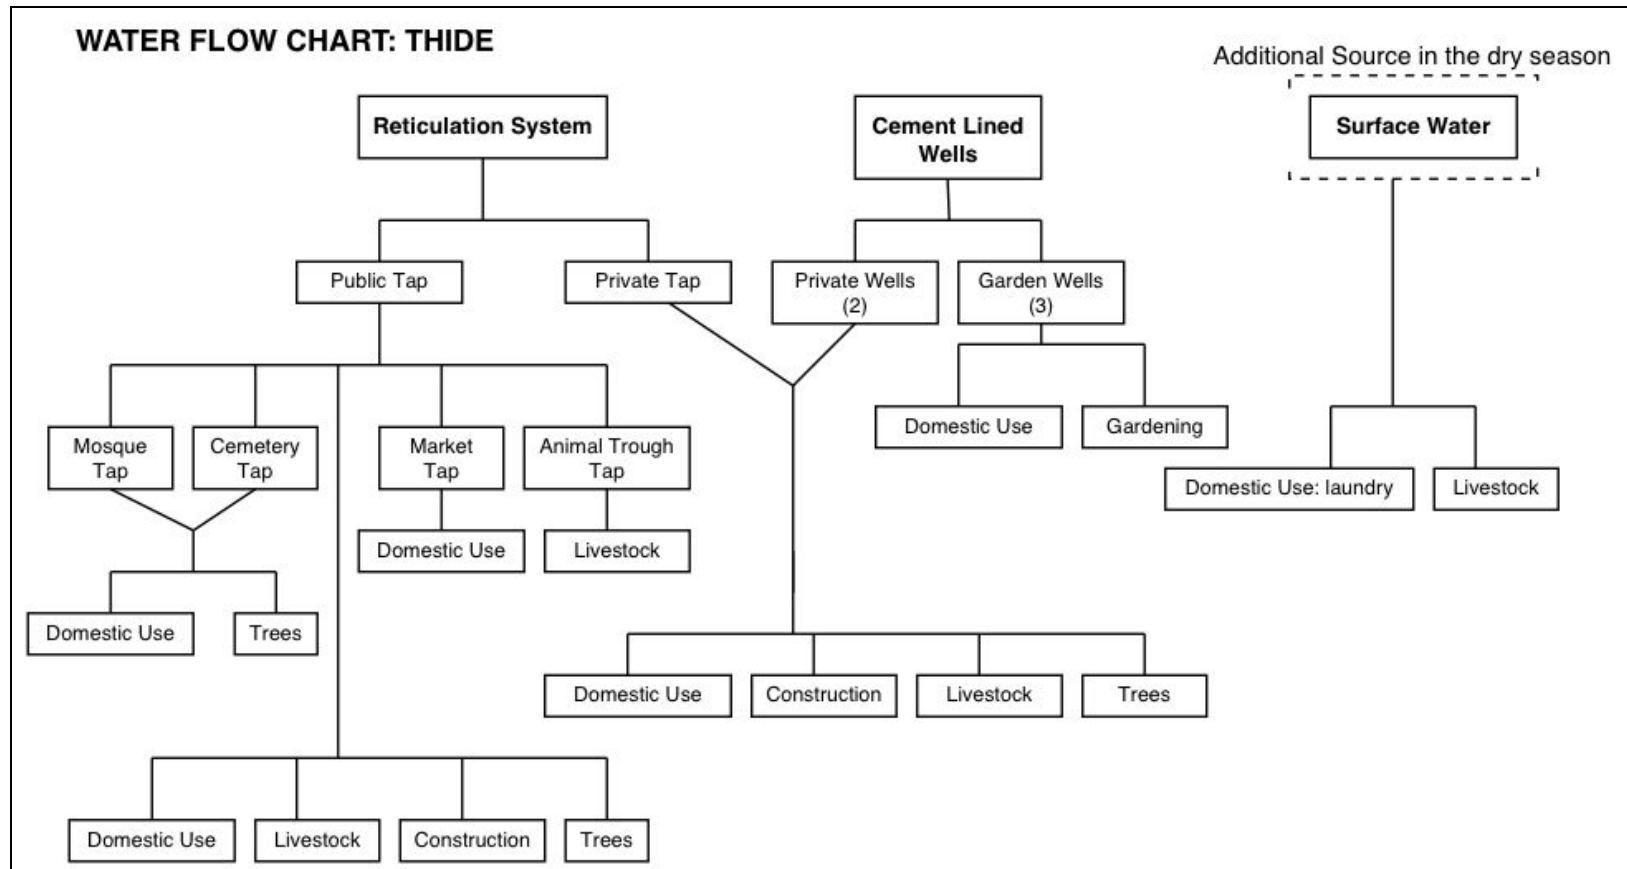 WATER FLOW CHART: THIDE
Additional Source in the dry season
Reticulation System
Cement Lined
Wells
Surface Water
Public Tap
Private Tap
Private Wells
(2)
Garden Wells
(3)
Mosque
Tap
Cemetery
Tap
Market
Tap
Animal Trough
Tap
Domestic Use
Gardening
Domestic Use: laundry
Livestock
Domestic Use
Livestock
Domestic Use
Trees
Domestic Use
Construction
Livestock
Trees
Domestic Use
Livestock
Construction
Trees